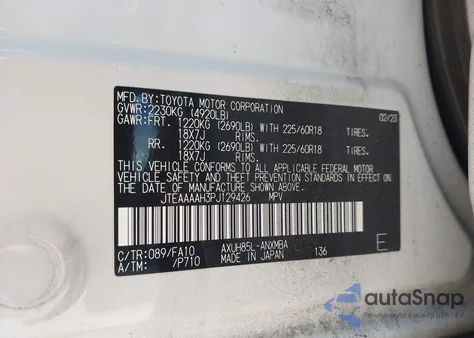 MFD.BY:TOYOTA MOTOR CORPORATION 02/23
GVWR:2230KG (4920LB)
GAWR:FRT. 1220KG (2690LB) WITH 225/60R18 TIRES.
18X7J RIMS.
RR. 1220KG (2690LB) WITH 225/60R18 TIRES.
18X7J RIMS.
THIS VEHICLE CONFORMS TO ALL APPLICABLE FEDERAL MOTOR
VEHICLE SAFETY AND BUMPER STANDARDS IN EFFECT ON
THE DATE OF MANUFACTURE SHOWN ABOVE.
JTEAAAAH3PJ129426 MPV
C/TR:089/FA10 AXUH85L-ANXMBA
A/TM: /P710 MADE IN JAPAN 136 E
autoSnap